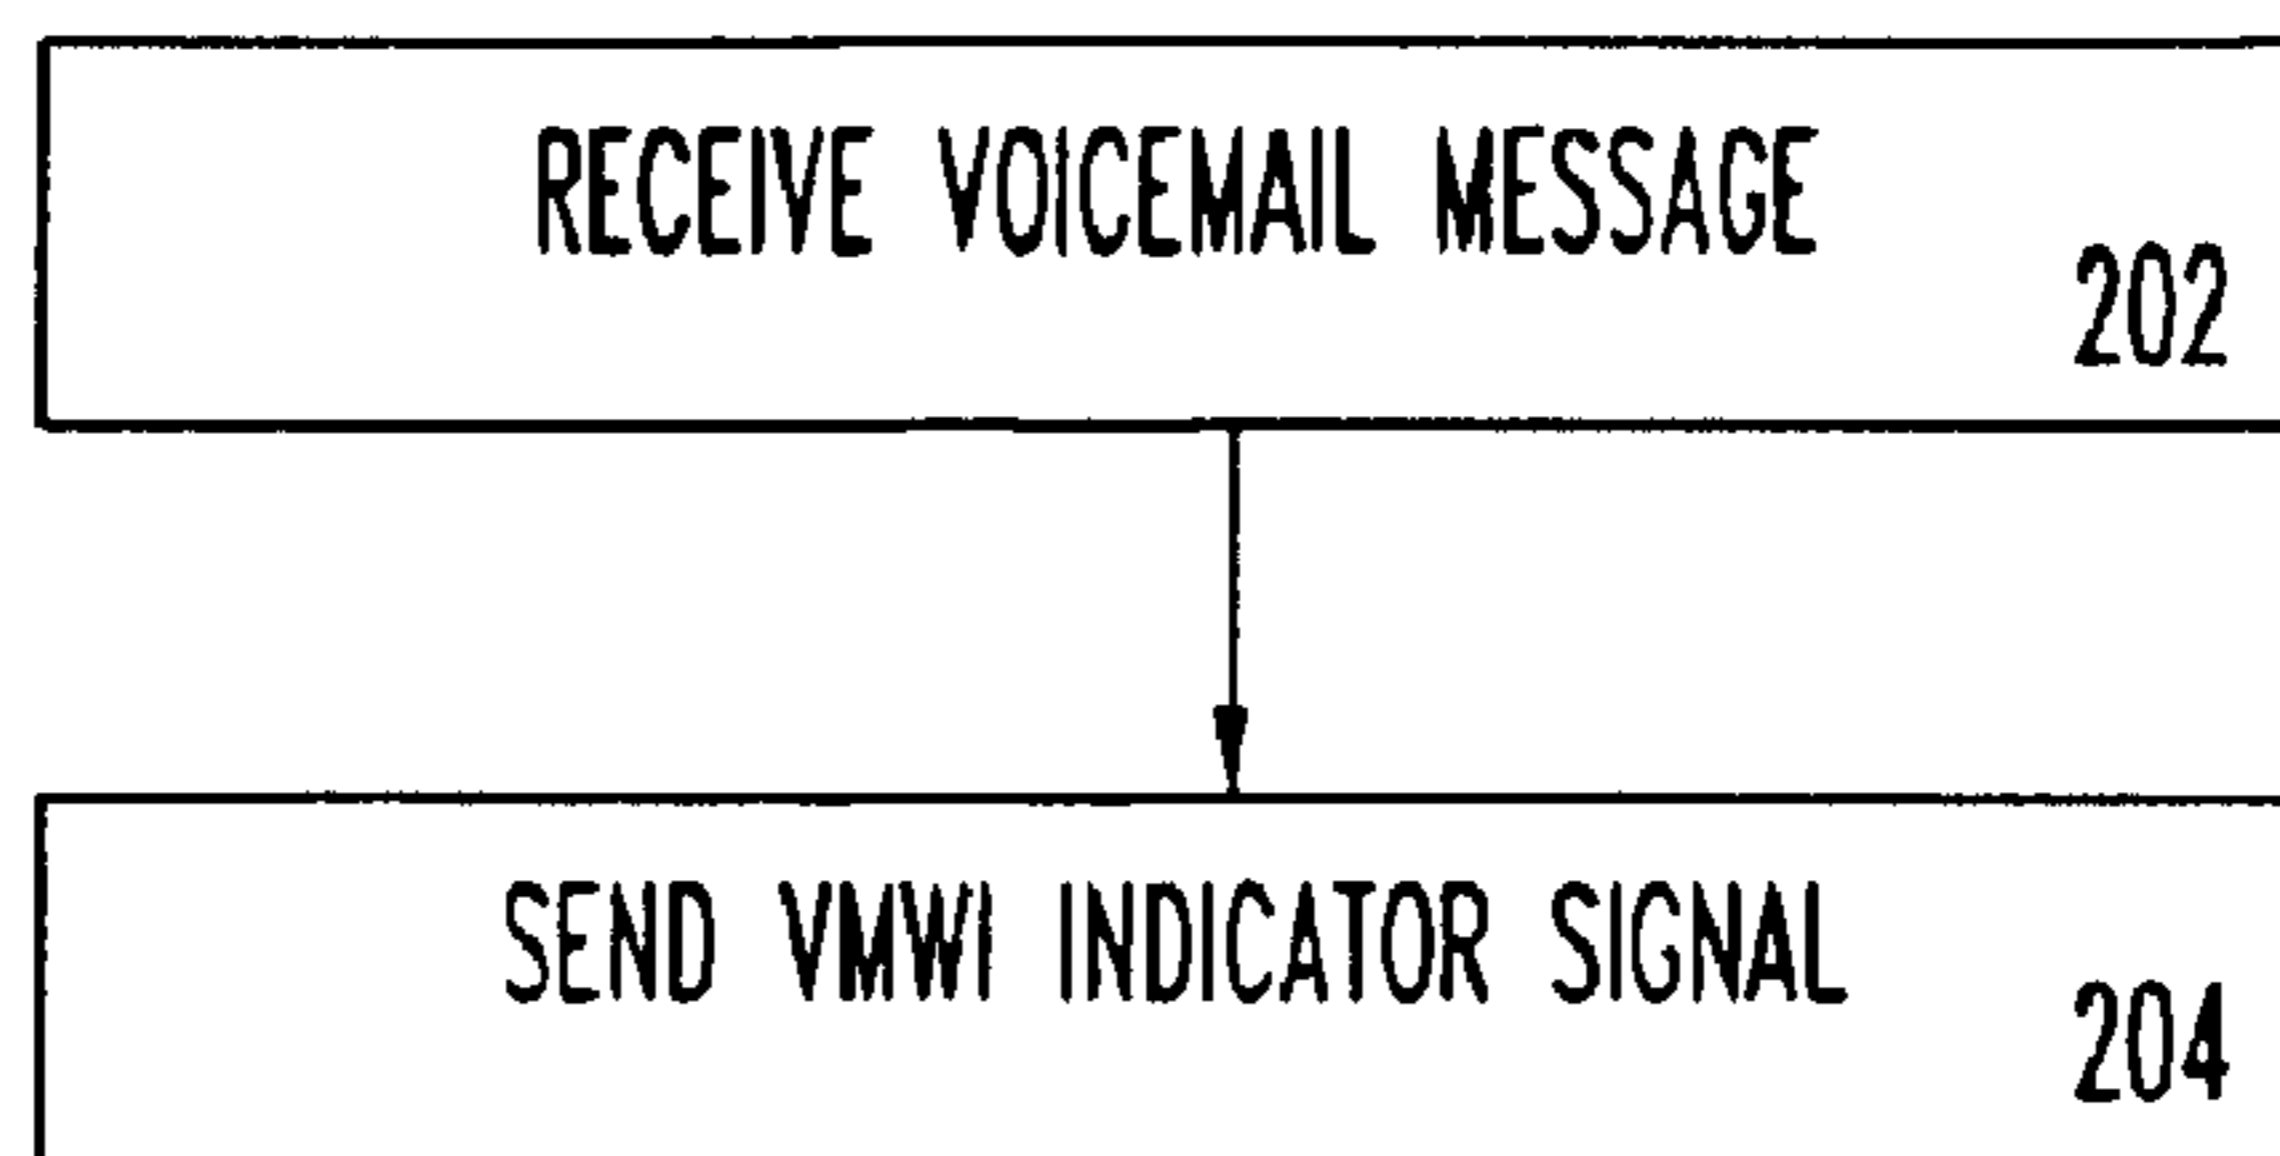 RECEIVE VOICEMAIL MESSAGE
202
SEND VMWI INDICATOR SIGNAL
204